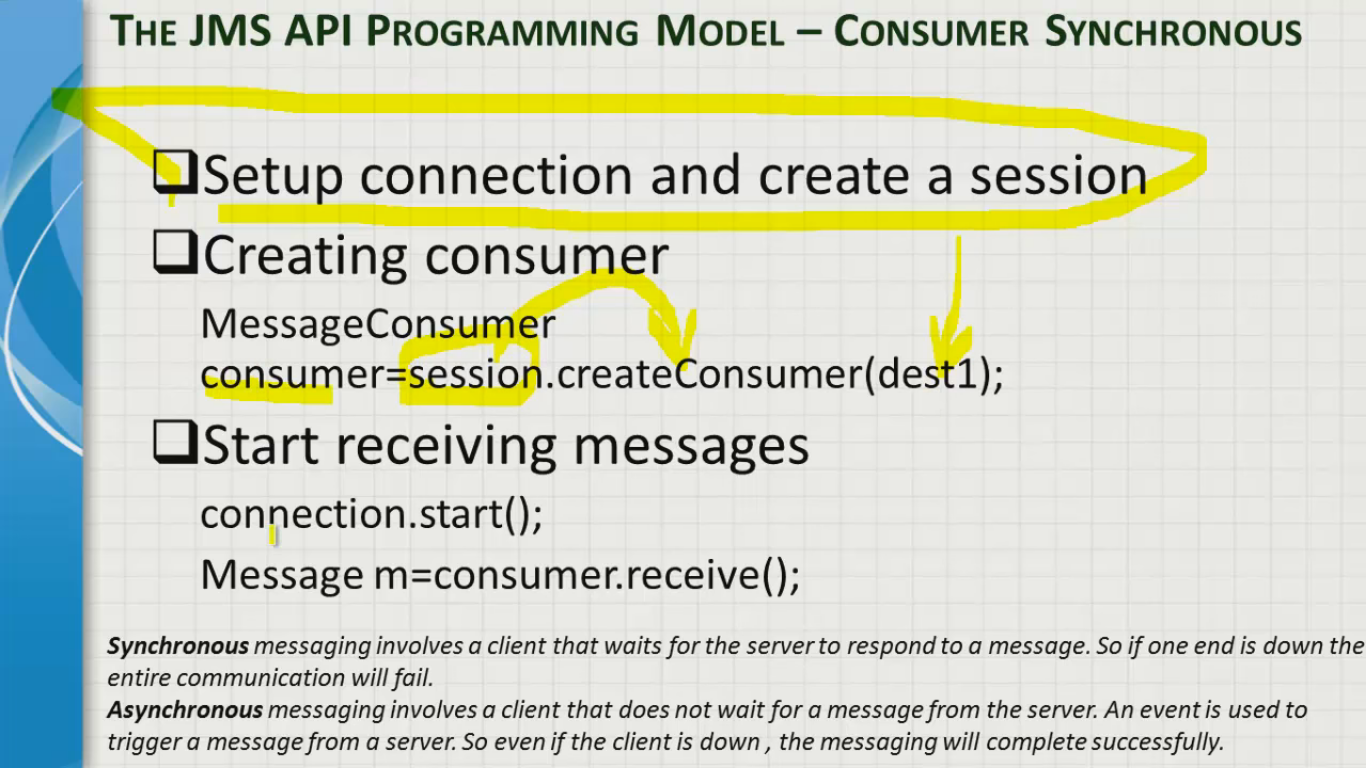 THE JMS API PROGRAMMING MODEL – CONSUMER SYNCHRONOUS
Setup connection and create a session
Creating consumer
MessageConsumer
consumer=session.createConsumer(dest1);
Start receiving messages
connection.start();
Message m=consumer.receive();
Synchronous messaging involves a client that waits for the server to respond to a message. So if one end is down the
entire communication will fail.
Asynchronous messaging involves a client that does not wait for a message from the server. An event is used to
trigger a message from a server. So even if the client is down , the messaging will complete successfully.